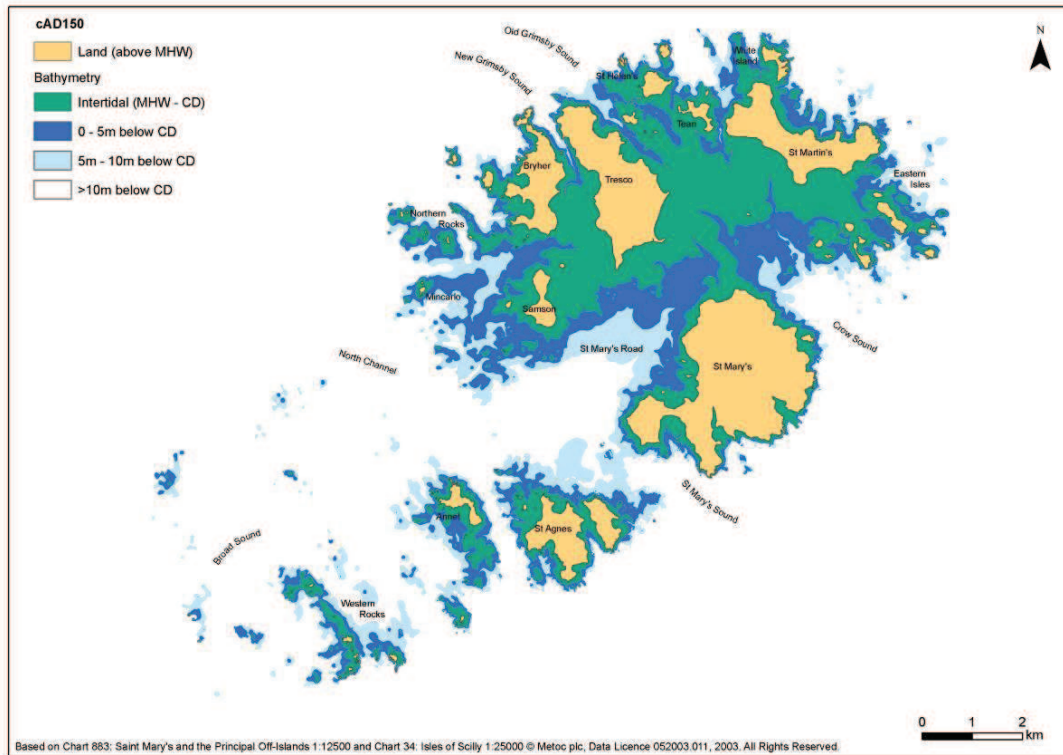 cAD150
Land (above MHW)
Bathymetry
Intertidal (MHW - CD)
0 - 5m below CD
5m - 10m below CD
>10m below CD
N
Old Grimsby Sound
New Grimsby Sound
White
Island
St Helen's
Tean
St Martin's
Bryher
Tresco
Eastern
Isles
Northern
Rocks
Mincarlo
Samson
St Mary's Road
Crow Sound
North Channel
St Mary's
St Mary's Sound
Annet
St Agnes
Broad Sound
Western
Rocks
0 1 2
km
Based on Chart 883: Saint Mary's and the Principal Off-Islands 1:12500 and Chart 34: Isles of Scilly 1:25000 © Metoc plc, Data Licence 052003.011, 2003. All Rights Reserved.